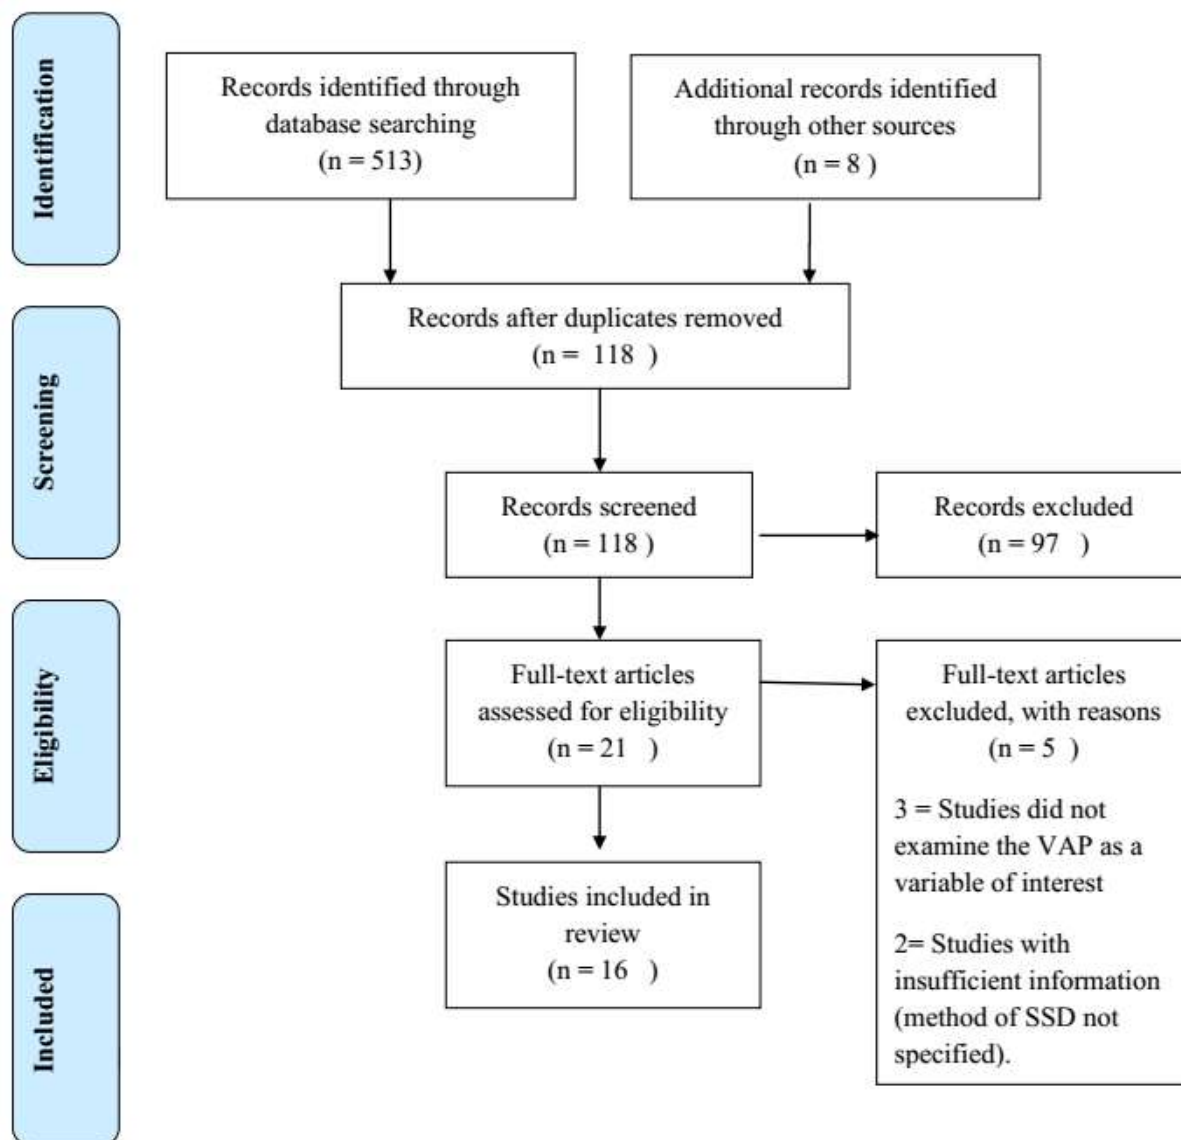 Identification
Records identified through
database searching
(n = 513)
Additional records identified
through other sources
(n = 8 )
Records after duplicates removed
(n =  118  )
Screening
Records screened
(n = 118 )
Records excluded
(n = 97  )
Eligibility
Full-text articles
assessed for eligibility
(n = 21  )
Full-text articles
excluded, with reasons
(n = 5  )
3 = Studies did not
examine the VAP as a
variable of interest
2= Studies with
insufficient information
(method of SSD not
specified).
Included
Studies included in
review
(n = 16  )